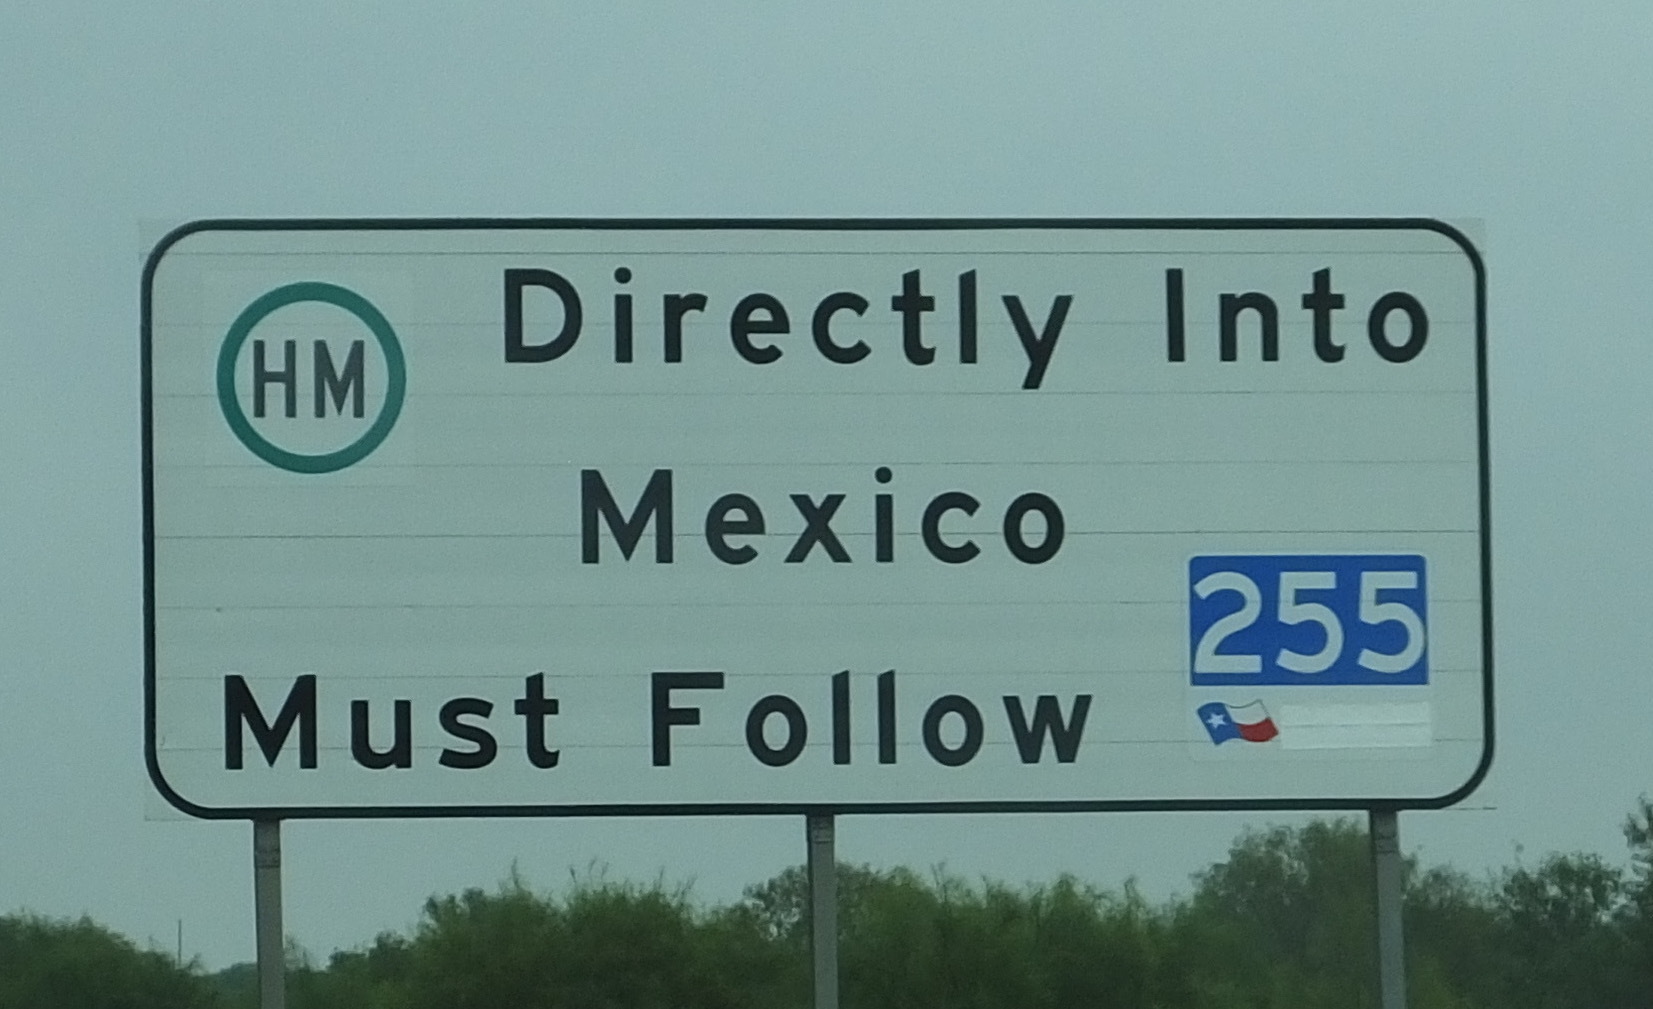 HM Directly Into
Mexico
Must Follow 255